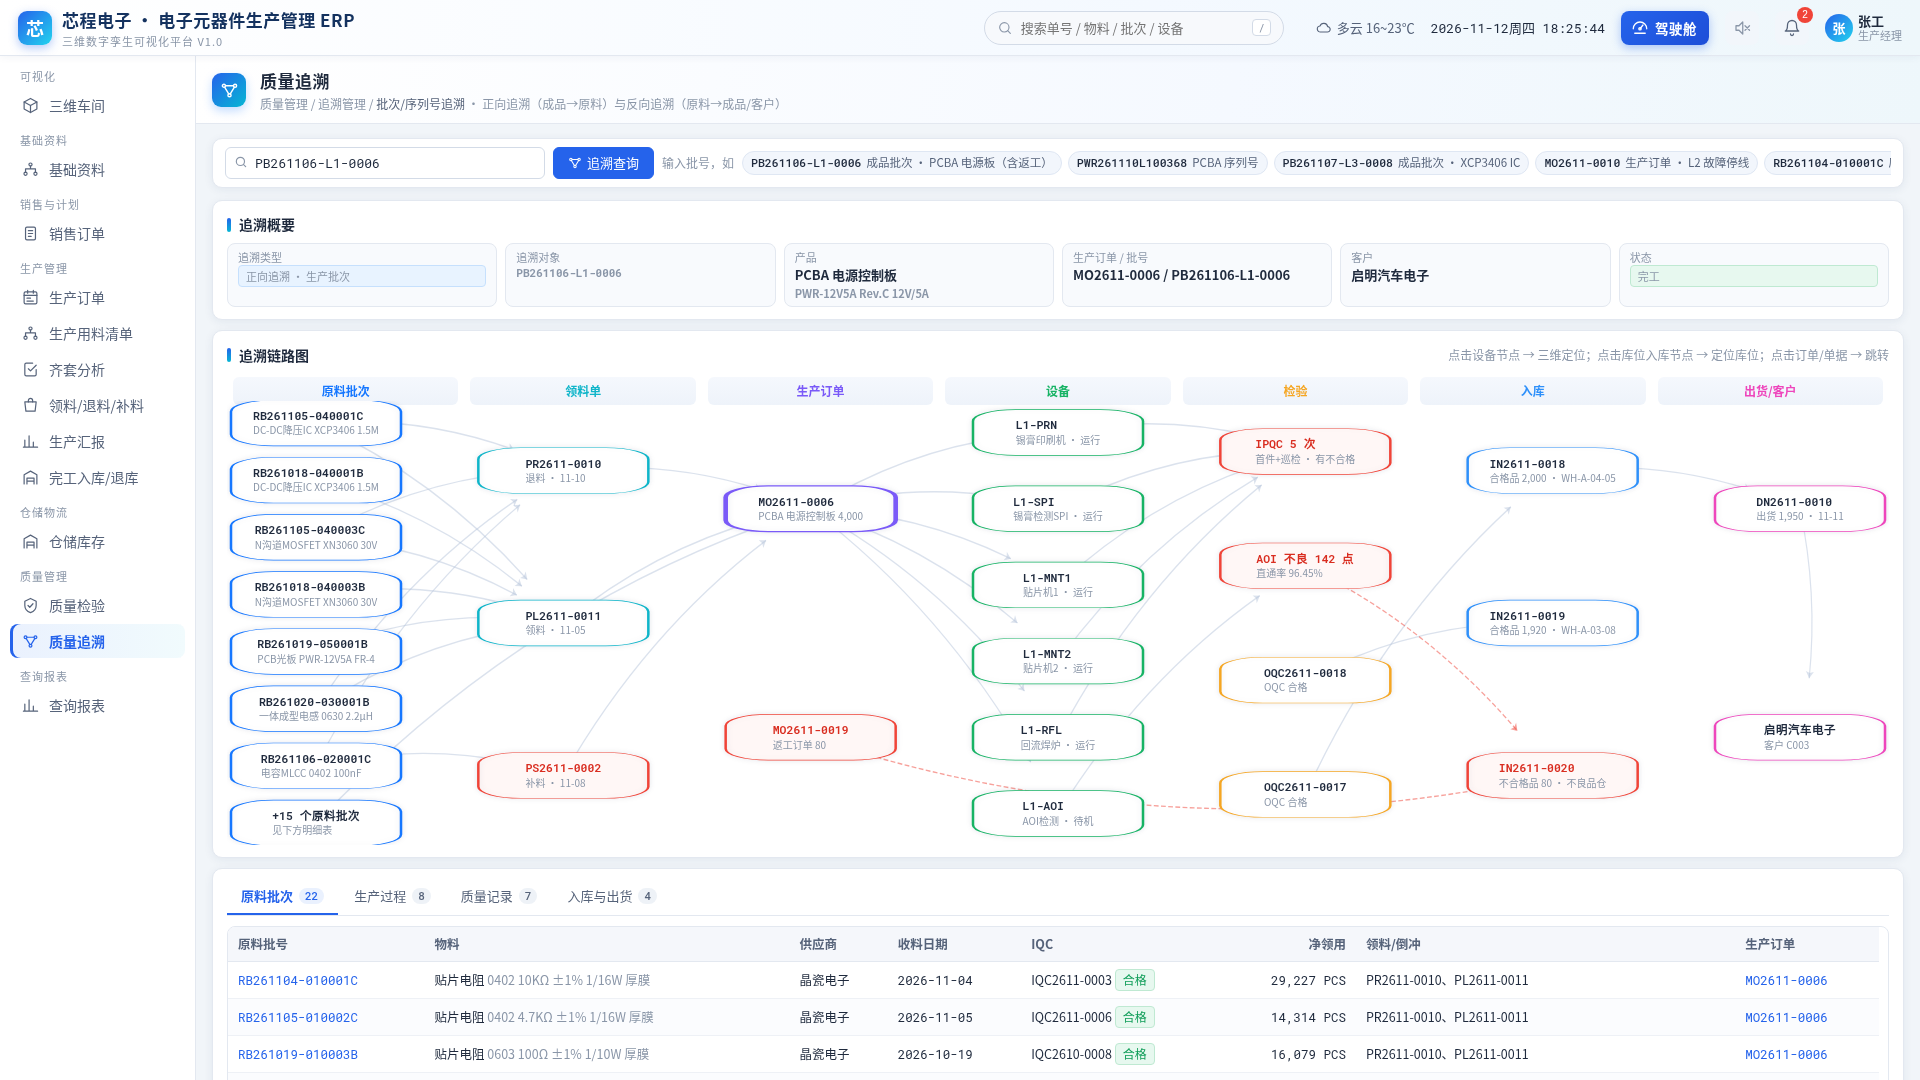 芯
芯程电子 · 电子元器件生产管理 ERP
三维数字孪生可视化平台 V1.0
搜索单号 / 物料 / 批次 / 设备
/
多云 16~23℃
2026-11-12周四 18:25:44
驾驶舱
2
张
张工
生产经理
可视化
三维车间
基础资料
基础资料
销售与计划
销售订单
生产管理
生产订单
生产用料清单
齐套分析
领料/退料/补料
生产汇报
完工入库/退库
仓储物流
仓储库存
质量管理
质量检验
质量追溯
查询报表
查询报表
质量追溯
质量管理 / 追溯管理 / 批次/序列号追溯 · 正向追溯（成品→原料）与反向追溯（原料→成品/客户）
PB261106-L1-0006
追溯查询
输入批号，如
PB261106-L1-0006 成品批次 · PCBA 电源板（含返工）
PWR261110L100368 PCBA 序列号
PB261107-L3-0008 成品批次 · XCP3406 IC
MO2611-0010 生产订单 · L2 故障停线
RB261104-010001C
追溯概要
追溯类型
正向追溯 · 生产批次
追溯对象
PB261106-L1-0006
产品
PCBA 电源控制板
PWR-12V5A Rev.C 12V/5A
生产订单 / 批号
MO2611-0006 / PB261106-L1-0006
客户
启明汽车电子
状态
完工
追溯链路图
点击设备节点 → 三维定位；点击库位入库节点 → 定位库位；点击订单/单据 → 跳转
原料批次
领料单
生产订单
设备
检验
入库
出货/客户
RB261105-040001C
DC-DC降压IC XCP3406 1.5M
RB261018-040001B
DC-DC降压IC XCP3406 1.5M
RB261105-040003C
N沟道MOSFET XN3060 30V
RB261018-040003B
N沟道MOSFET XN3060 30V
RB261019-050001B
PCB光板 PWR-12V5A FR-4
RB261020-030001B
一体成型电感 0630 2.2μH
RB261106-020001C
电容MLCC 0402 100nF
+15 个原料批次
见下方明细表
PR2611-0010
退料 · 11-10
PL2611-0011
领料 · 11-05
PS2611-0002
补料 · 11-08
MO2611-0006
PCBA 电源控制板 4,000
MO2611-0019
返工订单 80
L1-PRN
锡膏印刷机 · 运行
L1-SPI
锡膏检测SPI · 运行
L1-MNT1
贴片机1 · 运行
L1-MNT2
贴片机2 · 运行
L1-RFL
回流焊炉 · 运行
L1-AOI
AOI检测 · 待机
IPQC 5 次
首件+巡检 · 有不合格
AOI 不良 142 点
直通率 96.45%
OQC2611-0018
OQC 合格
OQC2611-0017
OQC 合格
IN2611-0018
合格品 2,000 · WH-A-04-05
IN2611-0019
合格品 1,920 · WH-A-03-08
IN2611-0020
不合格品 80 · 不良品仓
DN2611-0010
出货 1,950 · 11-11
启明汽车电子
客户 C003
原料批次 22
生产过程 8
质量记录 7
入库与出货 4
原料批号 物料 供应商 收料日期 IQC 净领用 领料/倒冲 生产订单
RB261104-010001C 贴片电阻 0402 10KΩ ±1% 1/16W 厚膜 晶瓷电子 2026-11-04 IQC2611-0003 合格 29,227 PCS PR2611-0010、PL2611-0011 MO2611-0006
RB261105-010002C 贴片电阻 0402 4.7KΩ ±1% 1/16W 厚膜 晶瓷电子 2026-11-05 IQC2611-0006 合格 14,314 PCS PR2611-0010、PL2611-0011 MO2611-0006
RB261019-010003B 贴片电阻 0603 100Ω ±1% 1/10W 厚膜 晶瓷电子 2026-10-19 IQC2610-0008 合格 16,079 PCS PR2611-0010、PL2611-0011 MO2611-0006